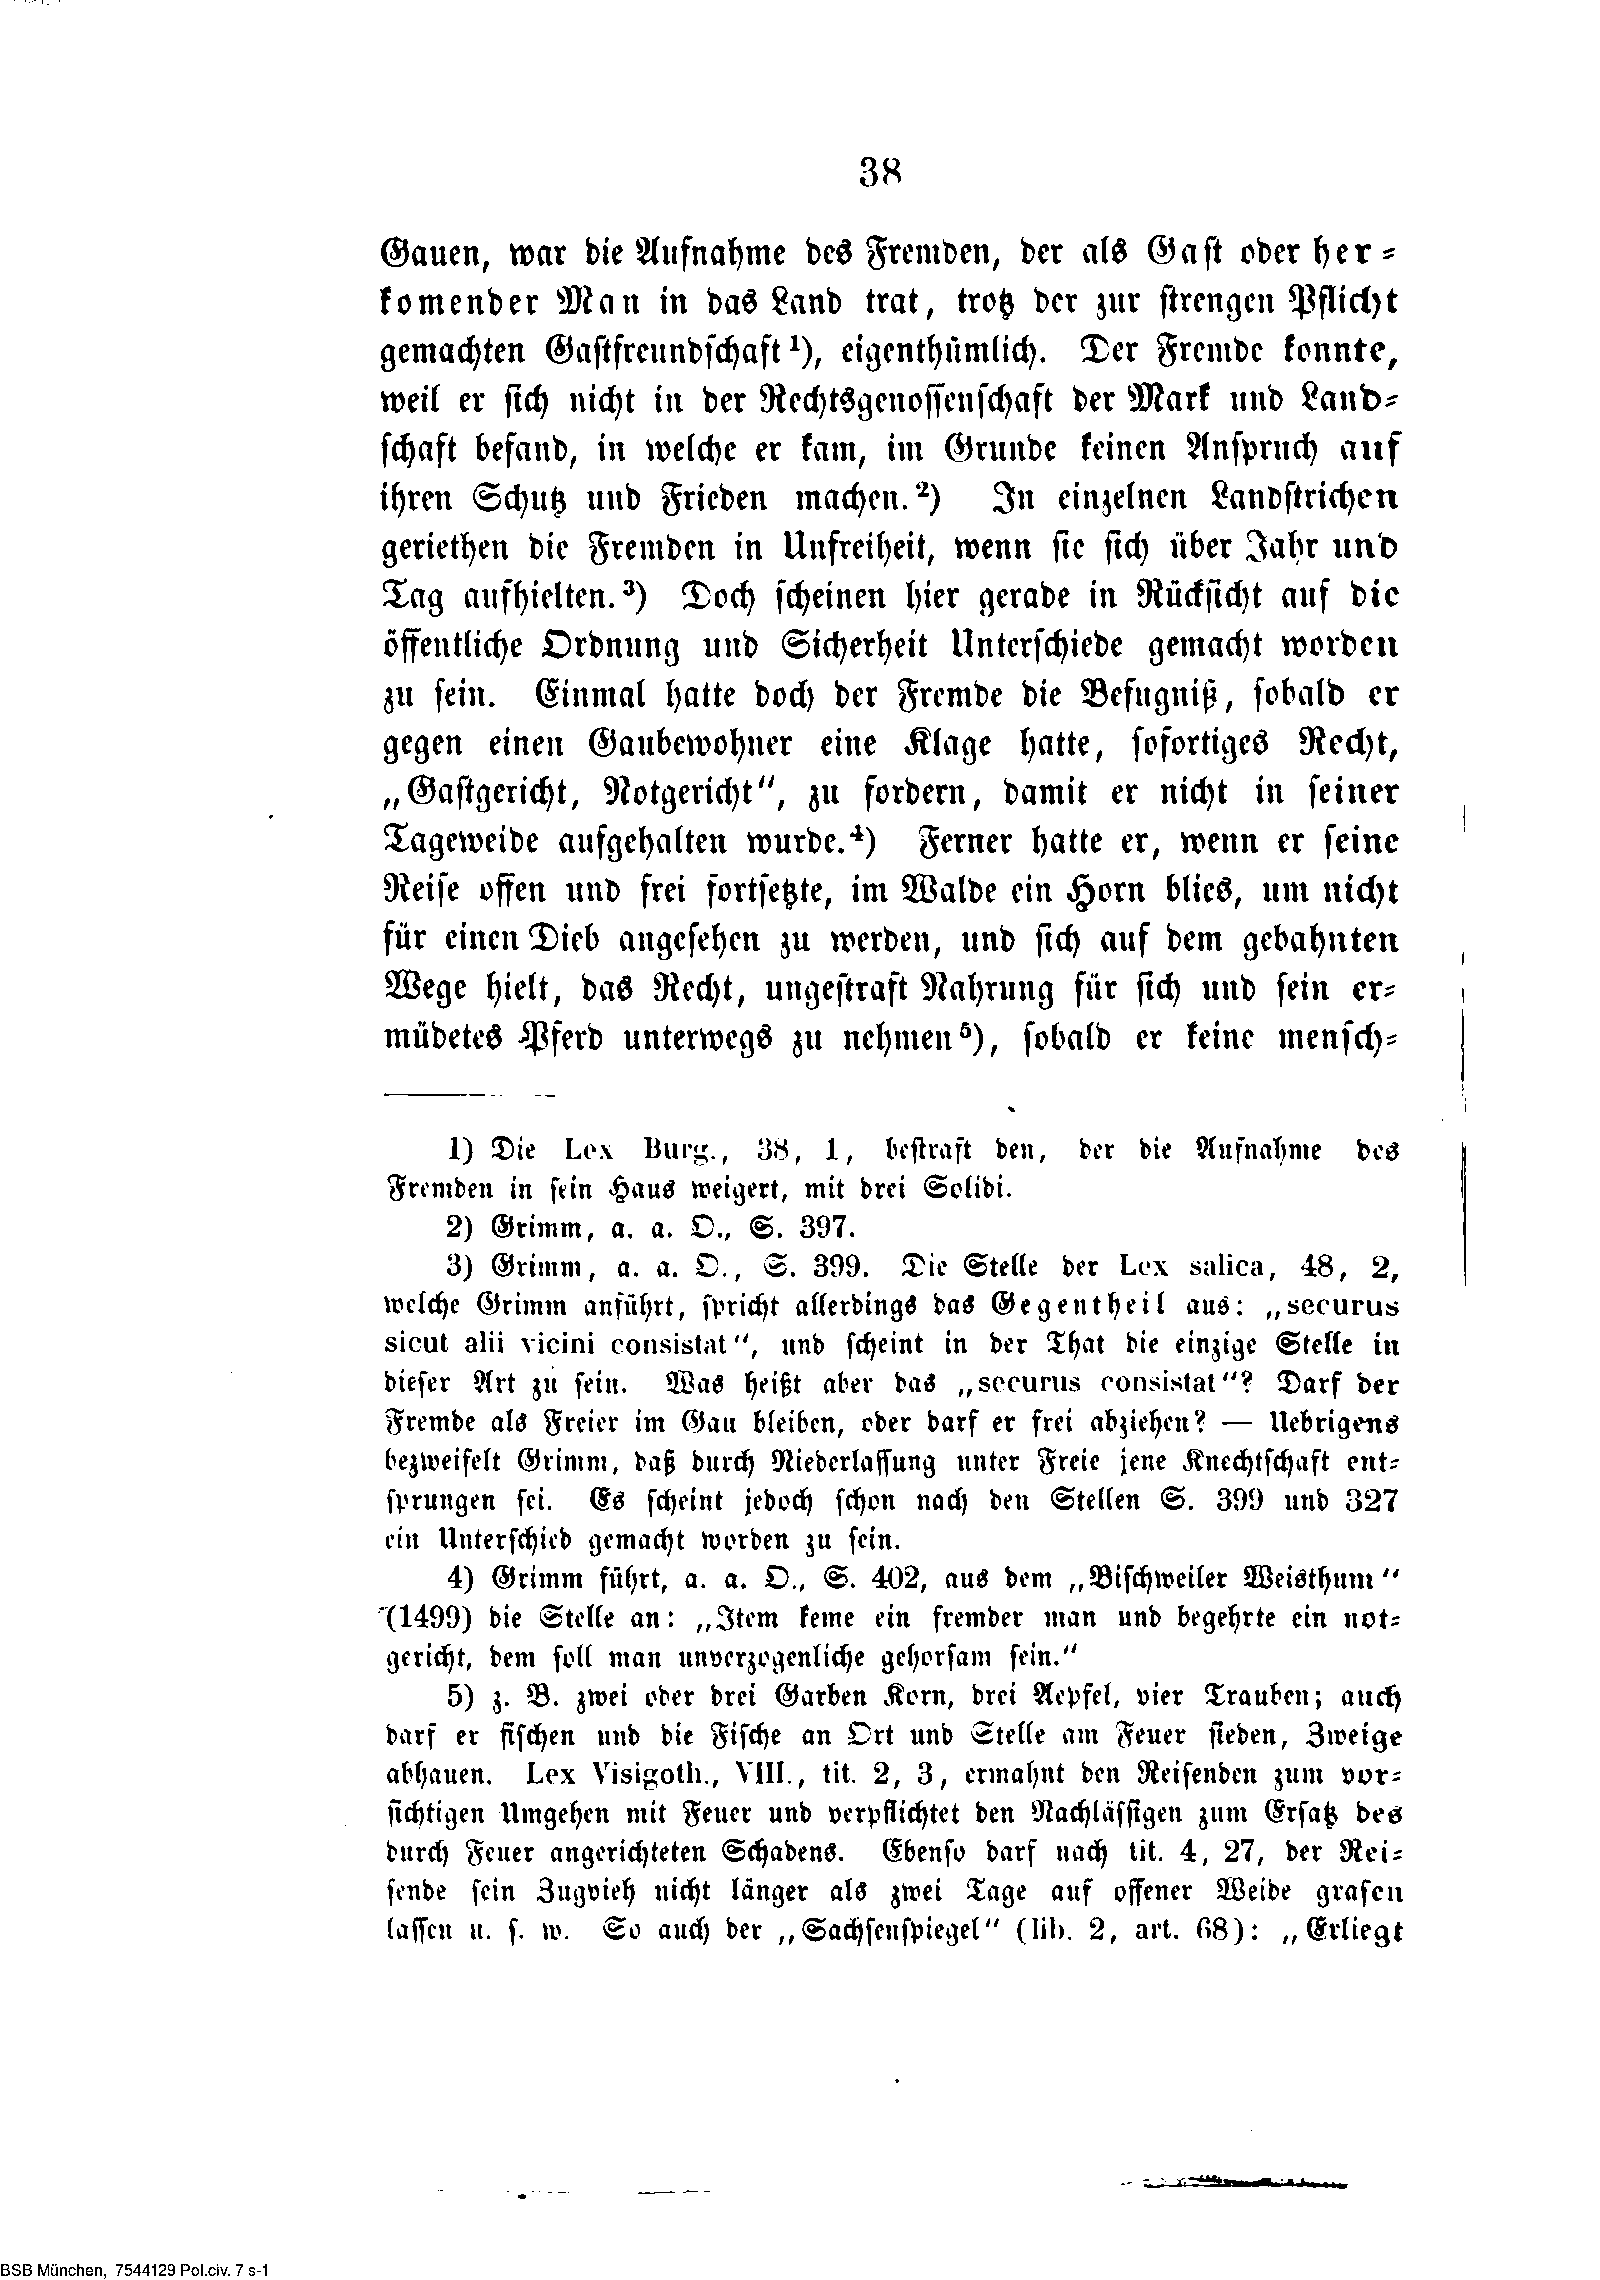 38
Gauen, war die Aufnahme des Fremden, der als Gast oder her-
komender Man in das Land trat, trotz der zur strengen Pflicht
gemachten Gastfreundschaft¹), eigenthümlich. Der Fremde konnte,
weil er sich nicht in der Rechtsgenossenschaft der Mark und Land-
schaft befand, in welche er kam, im Grunde keinen Anspruch auf
ihren Schutz und Frieden machen.²) In einzelnen Landstrichen
geriethen die Fremden in Unfreiheit, wenn sie sich über Jahr und
Tag aufhielten.³) Doch scheinen hier gerade in Rücksicht auf die
öffentliche Ordnung und Sicherheit Unterschiede gemacht worden
zu sein. Einmal hatte doch der Fremde die Befugniß, sobald er
gegen einen Gaubewohner eine Klage hatte, sofortiges Recht,
„Gastgericht, Notgericht“, zu fordern, damit er nicht in seiner
Tageweide aufgehalten wurde.⁴) Ferner hatte er, wenn er seine
Reise offen und frei fortsetzte, im Walde ein Horn blies, um nicht
für einen Dieb angesehen zu werden, und sich auf dem gebahnten
Wege hielt, das Recht, ungestraft Nahrung für sich und sein er-
müdetes Pferd unterwegs zu nehmen⁵), sobald er keine mensch-
1) Die Lex Burg., 38, 1, bestraft den, der die Aufnahme des
Fremden in sein Haus weigert, mit drei Solidi.
2) Grimm, a. a. O., S. 397.
3) Grimm, a. a. O., S. 399. Die Stelle der Lex salica, 48, 2,
welche Grimm anführt, spricht allerdings das Gegentheil aus: „securus
sicut alii vicini consistat“, und scheint in der That die einzige Stelle in
dieser Art zu sein. Was heißt aber das „securus consistat“? Darf der
Fremde als Freier im Gau bleiben, oder darf er frei abziehen? — Uebrigens
bezweifelt Grimm, daß durch Niederlassung unter Freie jene Knechtschaft ent-
sprungen sei. Es scheint jedoch schon nach den Stellen S. 399 und 327
ein Unterschied gemacht worden zu sein.
4) Grimm führt, a. a. O., S. 402, aus dem „Bischweiler Weisthum“
(1499) die Stelle an: „Item keme ein frember man und begehrte ein not-
gericht, dem soll man unverzogenliche gehorsam sein.“
5) z. B. zwei oder drei Garben Korn, drei Aepfel, vier Trauben; auch
darf er fischen und die Fische an Ort und Stelle am Feuer sieden, Zweige
abhauen. Lex Visigoth., VIII., tit. 2, 3, ermahnt den Reisenden zum vor-
sichtigen Umgehen mit Feuer und verpflichtet den Nachlässigen zum Ersatz des
durch Feuer angerichteten Schadens. Ebenso darf nach tit. 4, 27, der Rei-
sende sein Zugvieh nicht länger als zwei Tage auf offener Weide grasen
lassen u. s. w. So auch der „Sachsenspiegel“ (lib. 2, art. 68): „Erliegt
BSB München, 7544129 Pol.civ. 7 s-1